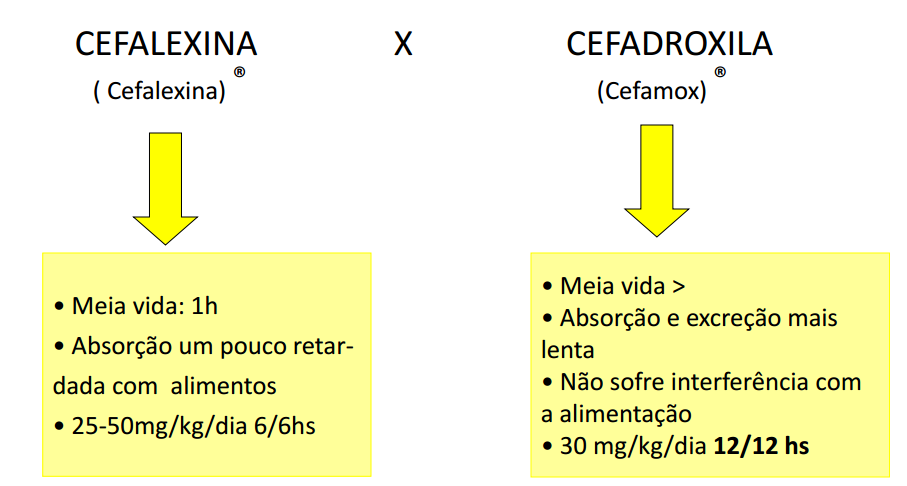 CEFALEXINA X CEFADROXILA
( Cefalexina) ®
(Cefamox) ®
• Meia vida: 1h
• Absorção um pouco retar-
dada com alimentos
• 25-50mg/kg/dia 6/6hs
• Meia vida >
• Absorção e excreção mais
lenta
• Não sofre interferência com
a alimentação
• 30 mg/kg/dia 12/12 hs